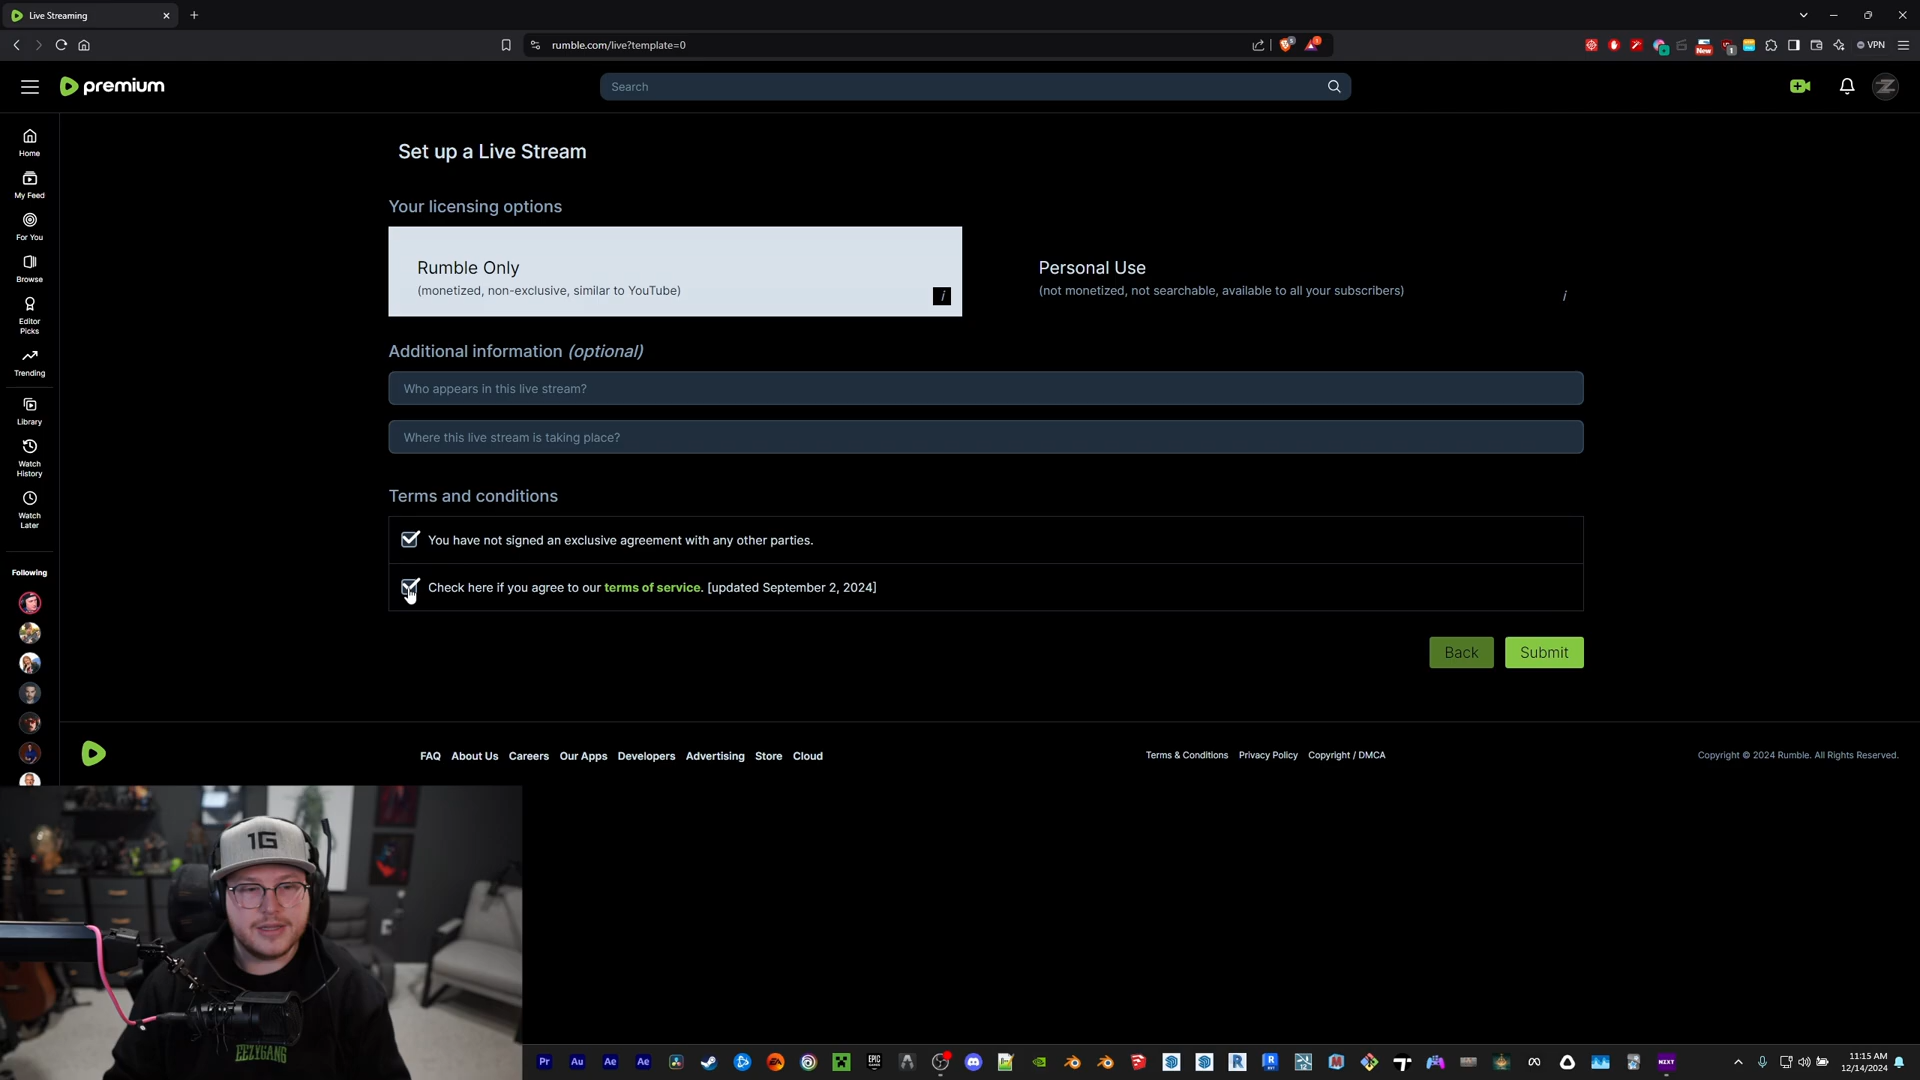 Live Streaming
rumble.com/live?template=0
VPN
premium
Search
Home
My Feed
For You
Browse
Editor
Picks
Trending
Library
Watch
History
Watch
Later
Following
Set up a Live Stream
Your licensing options
Rumble Only
(monetized, non-exclusive, similar to YouTube)
i
Personal Use
(not monetized, not searchable, available to all your subscribers)
i
Additional information (optional)
Who appears in this live stream?
Where this live stream is taking place?
Terms and conditions
You have not signed an exclusive agreement with any other parties.
Check here if you agree to our terms of service. [updated September 2, 2024]
Back
Submit
FAQ About Us Careers Our Apps Developers Advertising Store Cloud
Terms & Conditions Privacy Policy Copyright / DMCA
Copyright © 2024 Rumble. All Rights Reserved.
1G
EEZYGANG
Pr Au Ae Ae
11:15 AM
12/14/2024